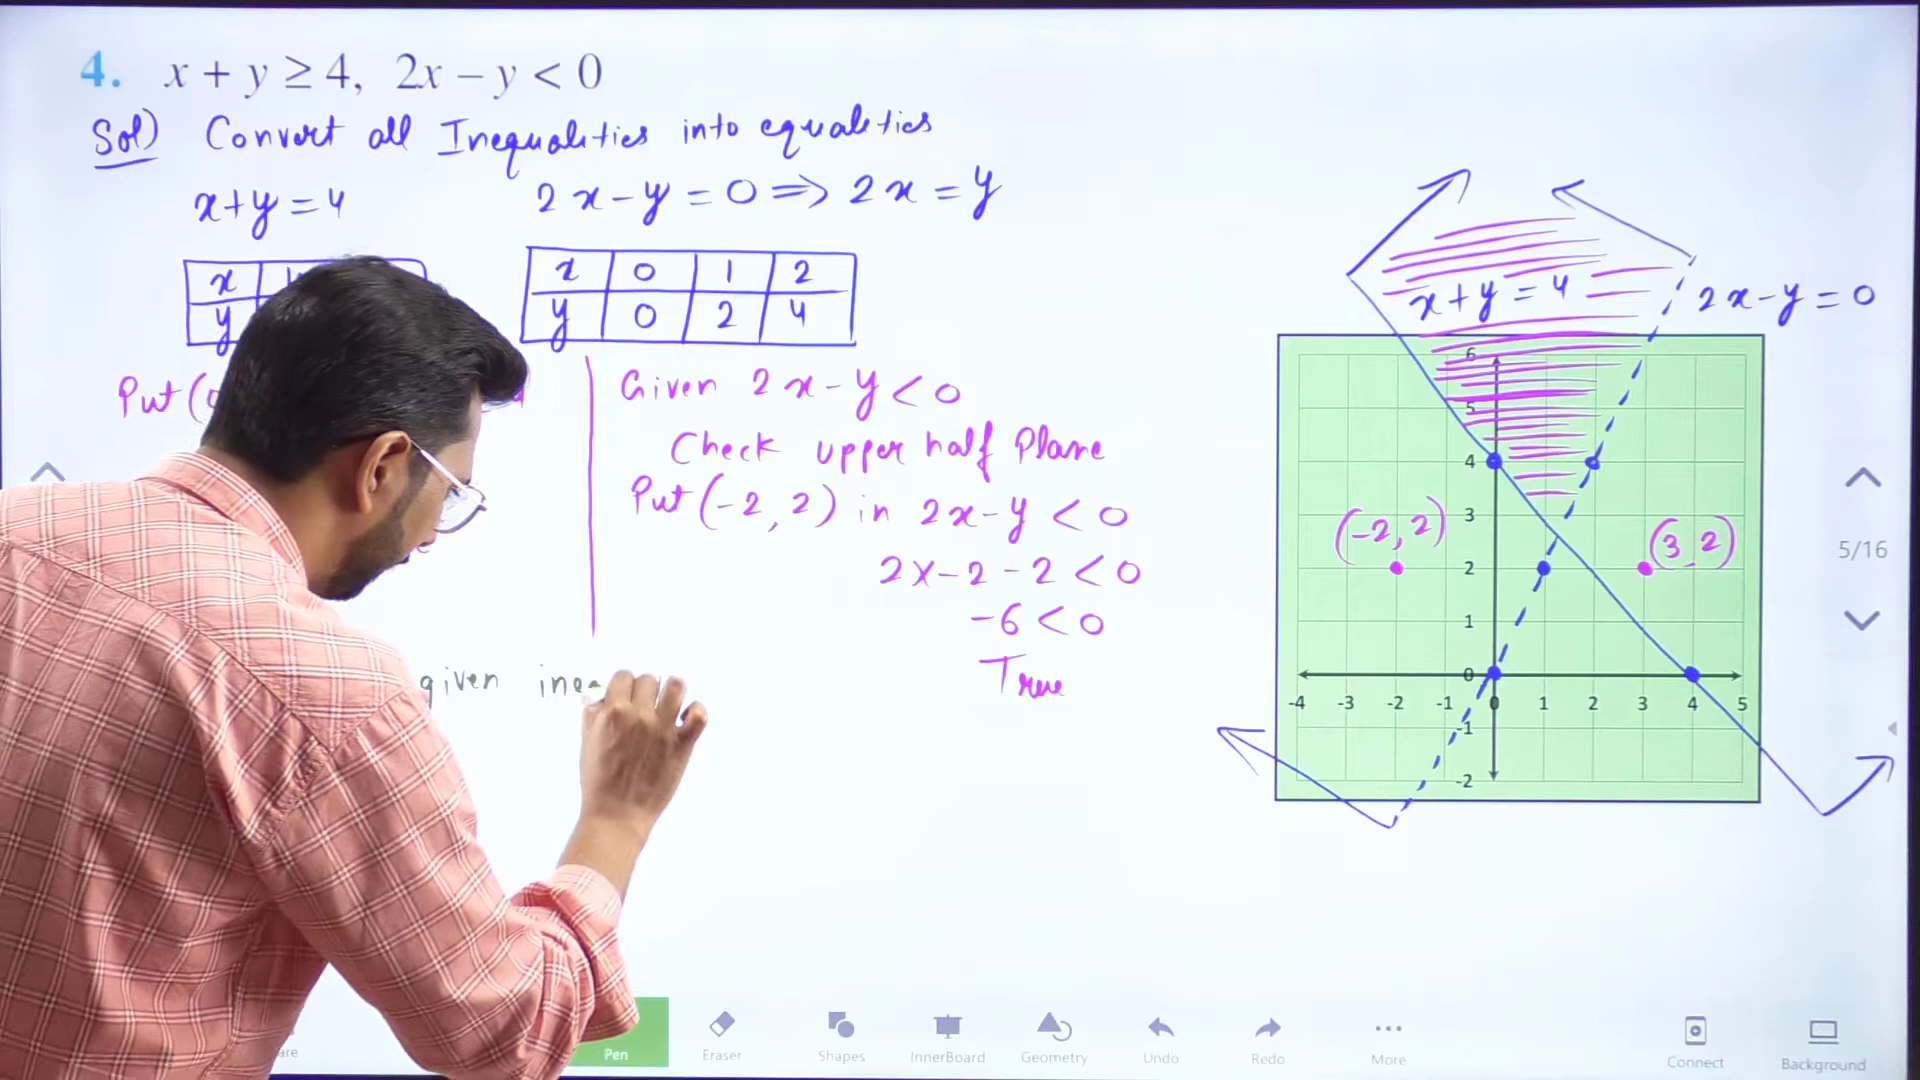 4. x + y ≥ 4, 2x – y < 0
Sol) Convert all Inequalities into equalities
x+y=4
2x-y=0 => 2x=y
x
y
x 0 1 2
y 0 2 4
Put (
Given 2x-y<0
Check upper half Plane
Put (-2,2) in 2x-y<0
2x-2-2<0
-6<0
True
given
x+y=4
2x-y=0
6
5
4
3
2
1
0
-1
-2
-4 -3 -2 -1 0 1 2 3 4 5
(-2,2)
(3,2)
5/16
Pen
Eraser
Shapes
InnerBoard
Geometry
Undo
Redo
More
Connect
Background